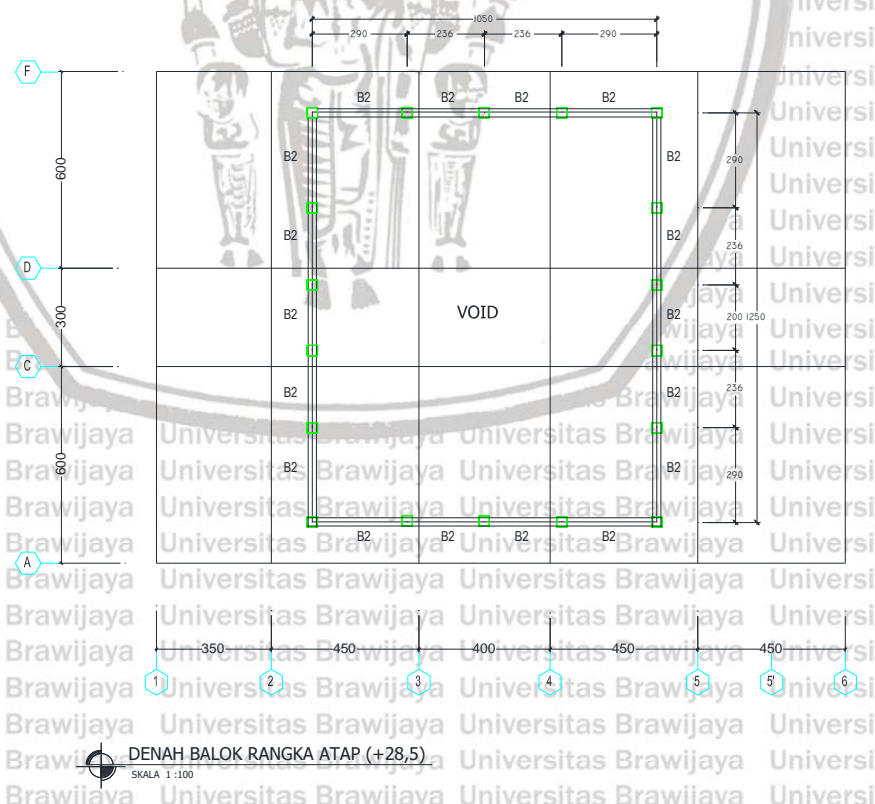 1050
290 236 236 290
F
B2 B2 B2 B2
B2 B2
290
600
B2 B2
236
D
300
B2 VOID B2
200 1250
C
B2 B2
236
600
B2 B2
290
B2 B2 B2 B2
A
350 450 400 450 450
1 2 3 4 5 5' 6
DENAH BALOK RANGKA ATAP (+28,5)
SKALA 1 :100
Universitas Brawijaya